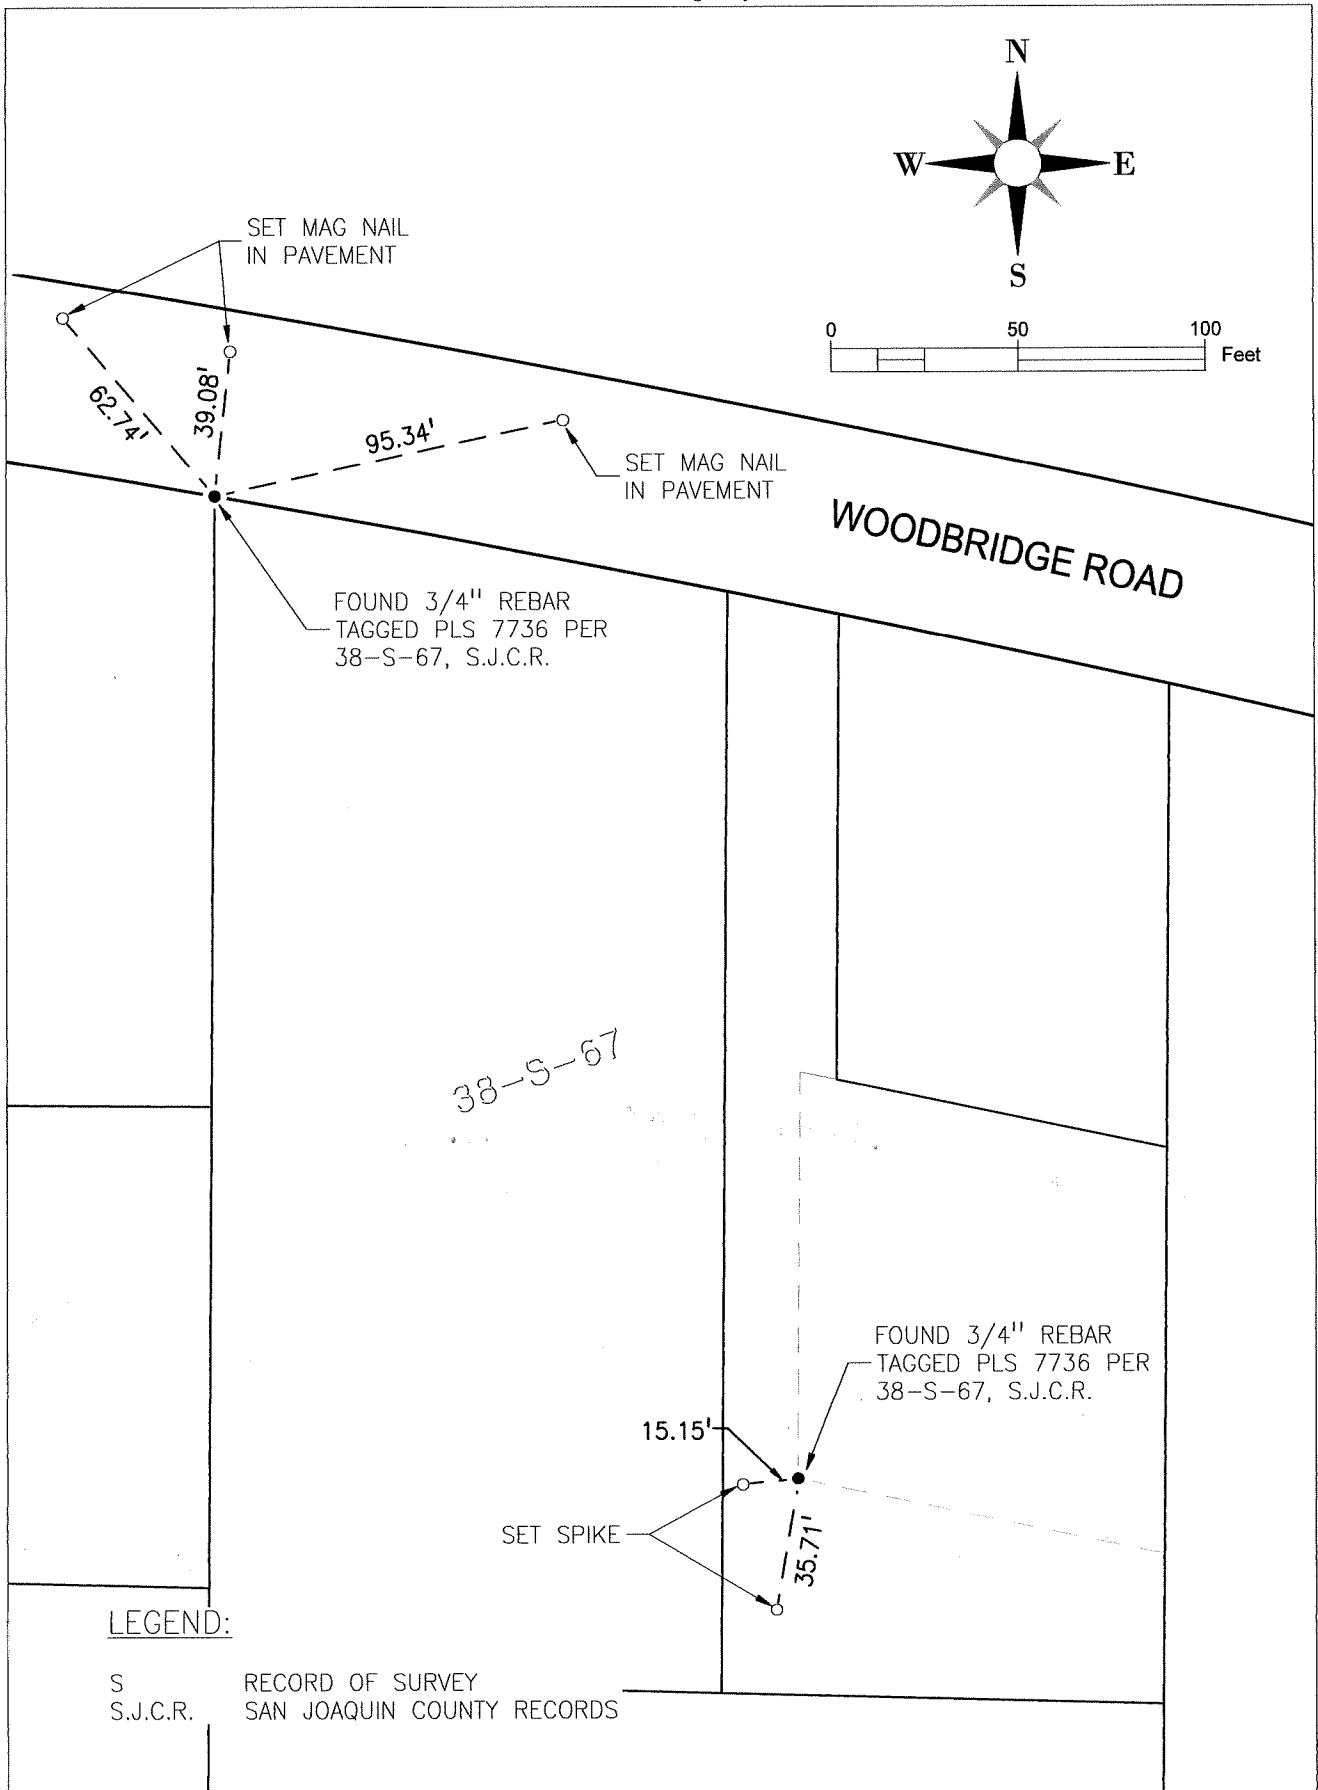 N
W E
S
0 50 100
Feet
SET MAG NAIL
IN PAVEMENT
62.74'
39.08'
95.34'
SET MAG NAIL
IN PAVEMENT
WOODBRIDGE ROAD
FOUND 3/4" REBAR
TAGGED PLS 7736 PER
38-S-67, S.J.C.R.
38-S-67
FOUND 3/4" REBAR
TAGGED PLS 7736 PER
38-S-67, S.J.C.R.
15.15'
SET SPIKE
35.71'
LEGEND:
S RECORD OF SURVEY
S.J.C.R. SAN JOAQUIN COUNTY RECORDS